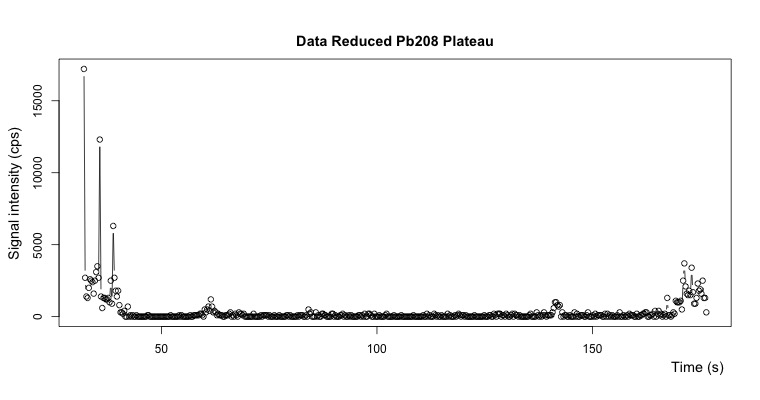 Data Reduced Pb208 Plateau
Signal intensity (cps)
15000
10000
5000
0
50
100
150
Time (s)